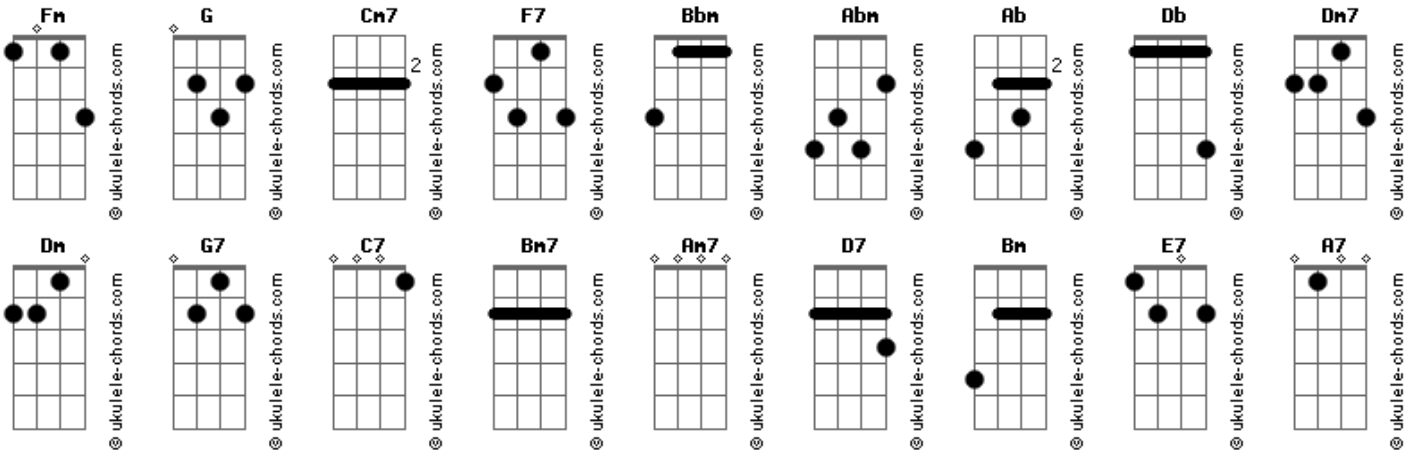 Fm G Cm7 F7 Bbm Abm Ab Db Dm7
2 2
© ukulele-chords.com © ukulele-chords.com © ukulele-chords.com © ukulele-chords.com © ukulele-chords.com © ukulele-chords.com © ukulele-chords.com © ukulele-chords.com © ukulele-chords.com
Dm G7 C7 Bm7 Am7 D7 Bm E7 A7
© ukulele-chords.com © ukulele-chords.com © ukulele-chords.com © ukulele-chords.com © ukulele-chords.com © ukulele-chords.com © ukulele-chords.com © ukulele-chords.com © ukulele-chords.com